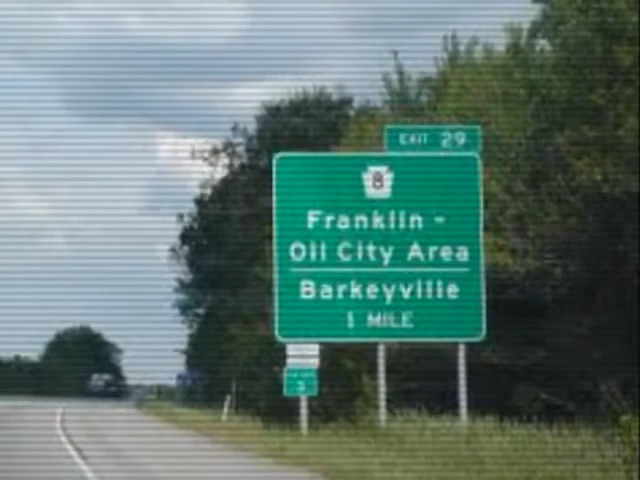 EXIT 29
8
Franklin -
Oil City Area
Barkeyville
1 MILE